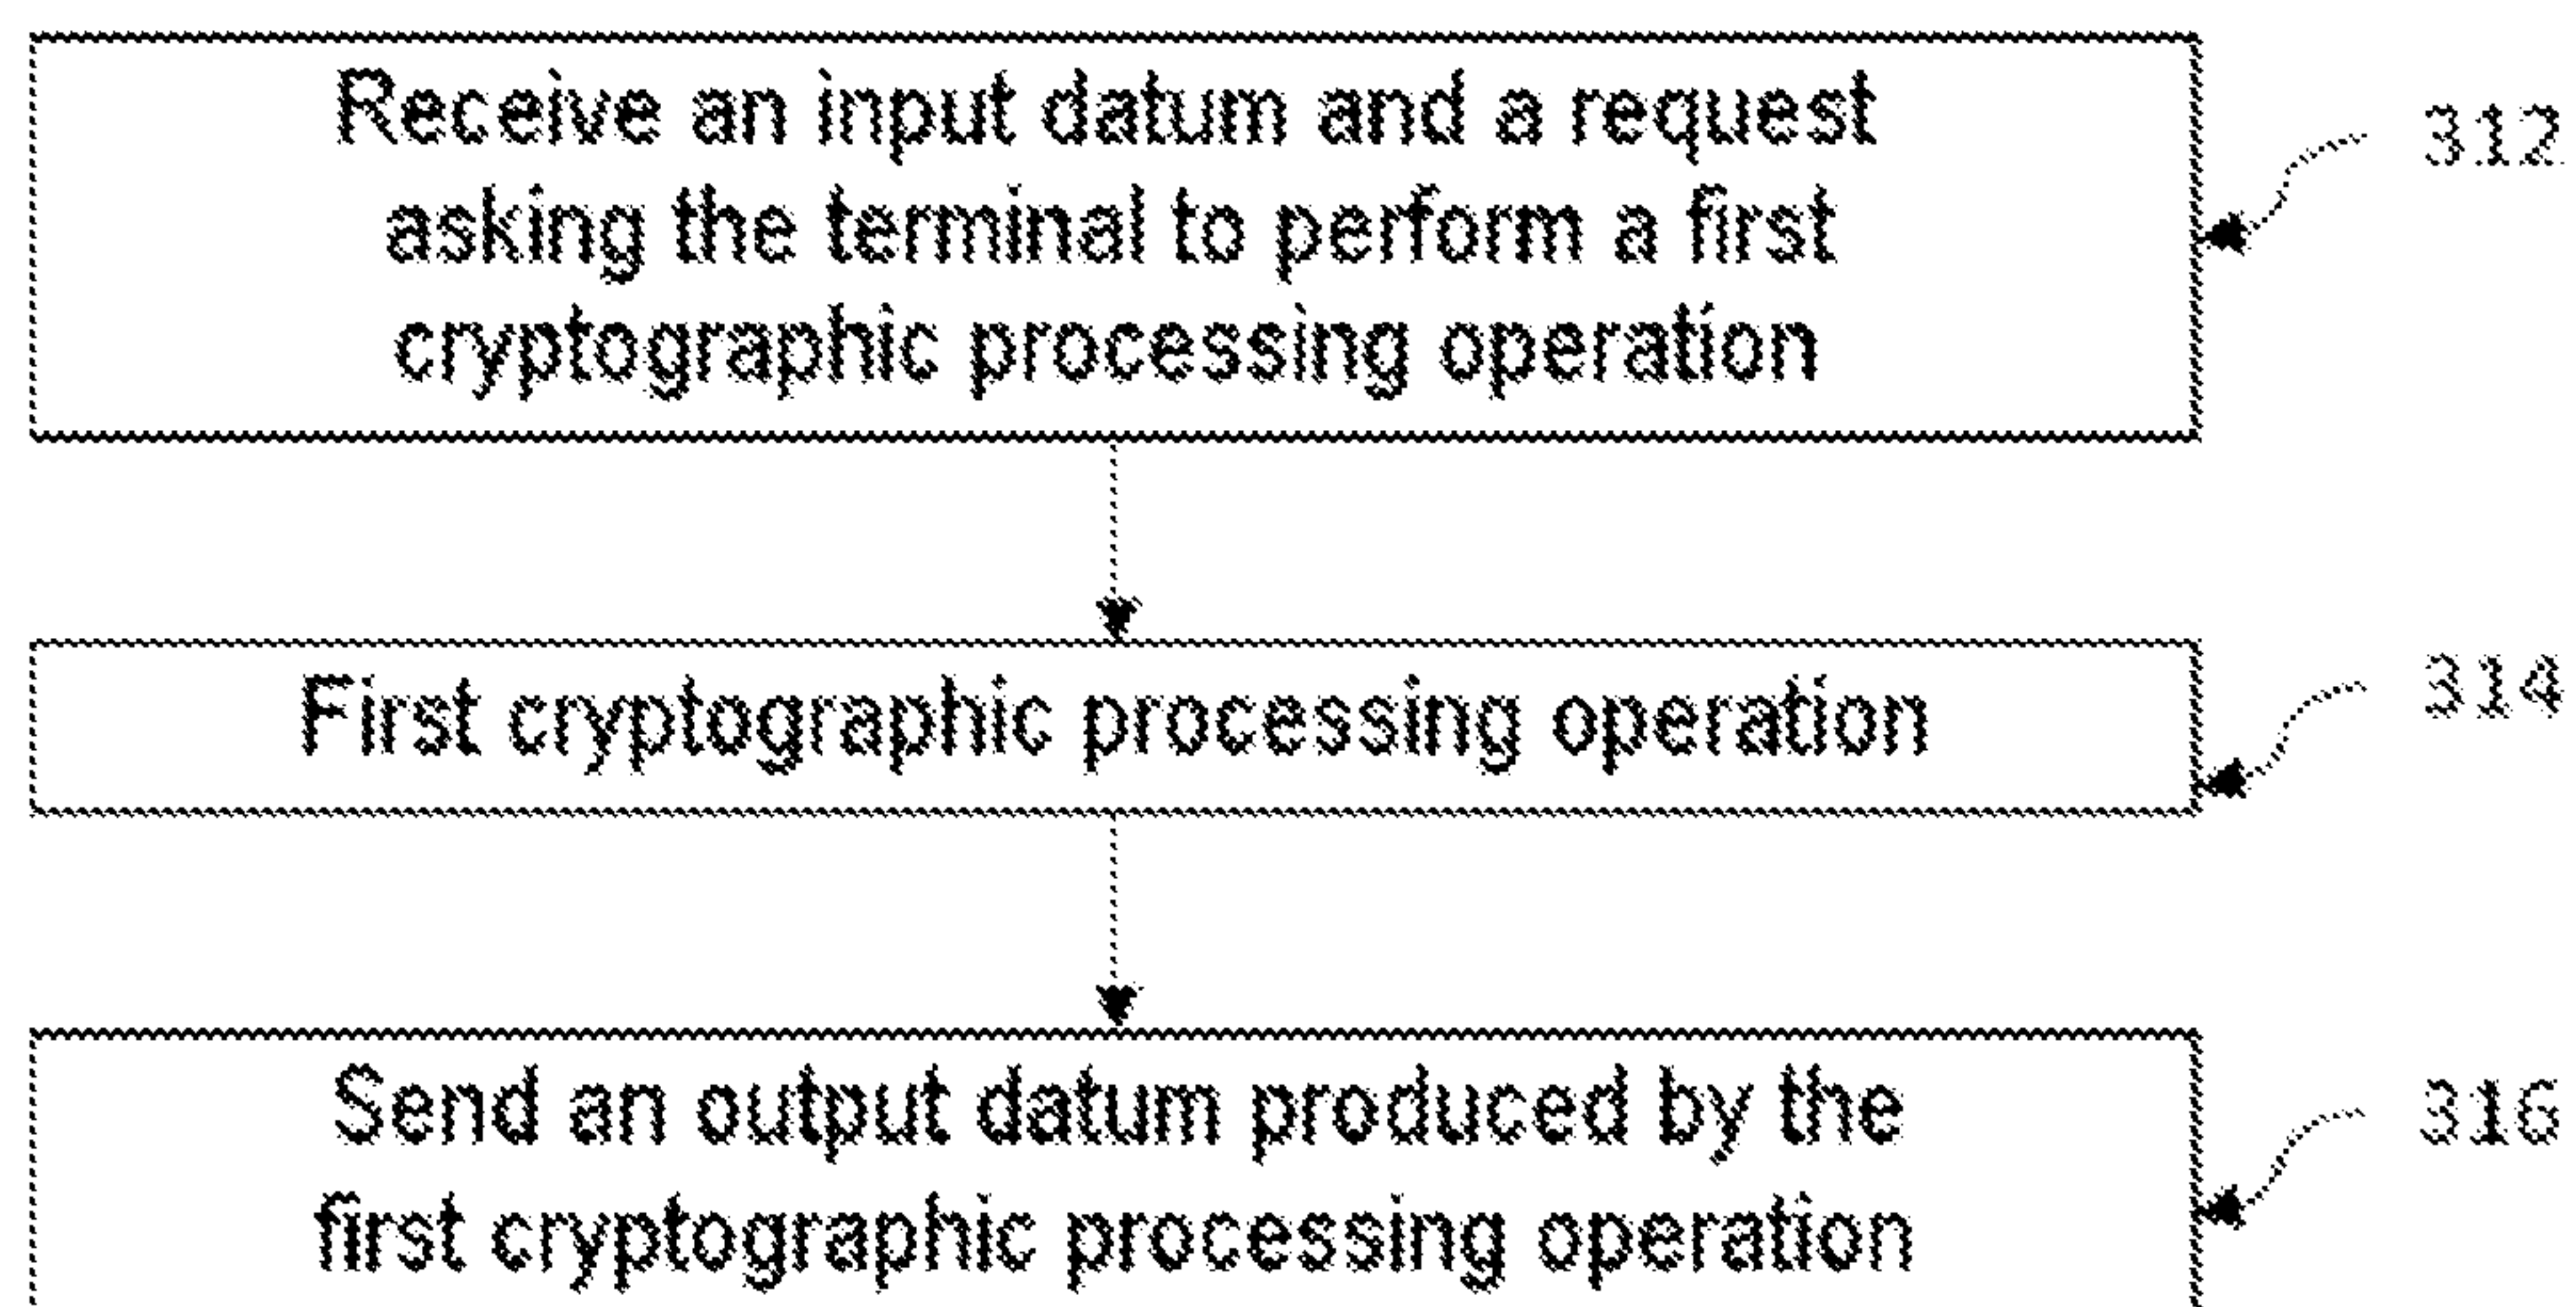 Receive an input datum and a request
asking the terminal to perform a first
cryptographic processing operation
312
First cryptographic processing operation
314
Send an output datum produced by the
first cryptographic processing operation
316